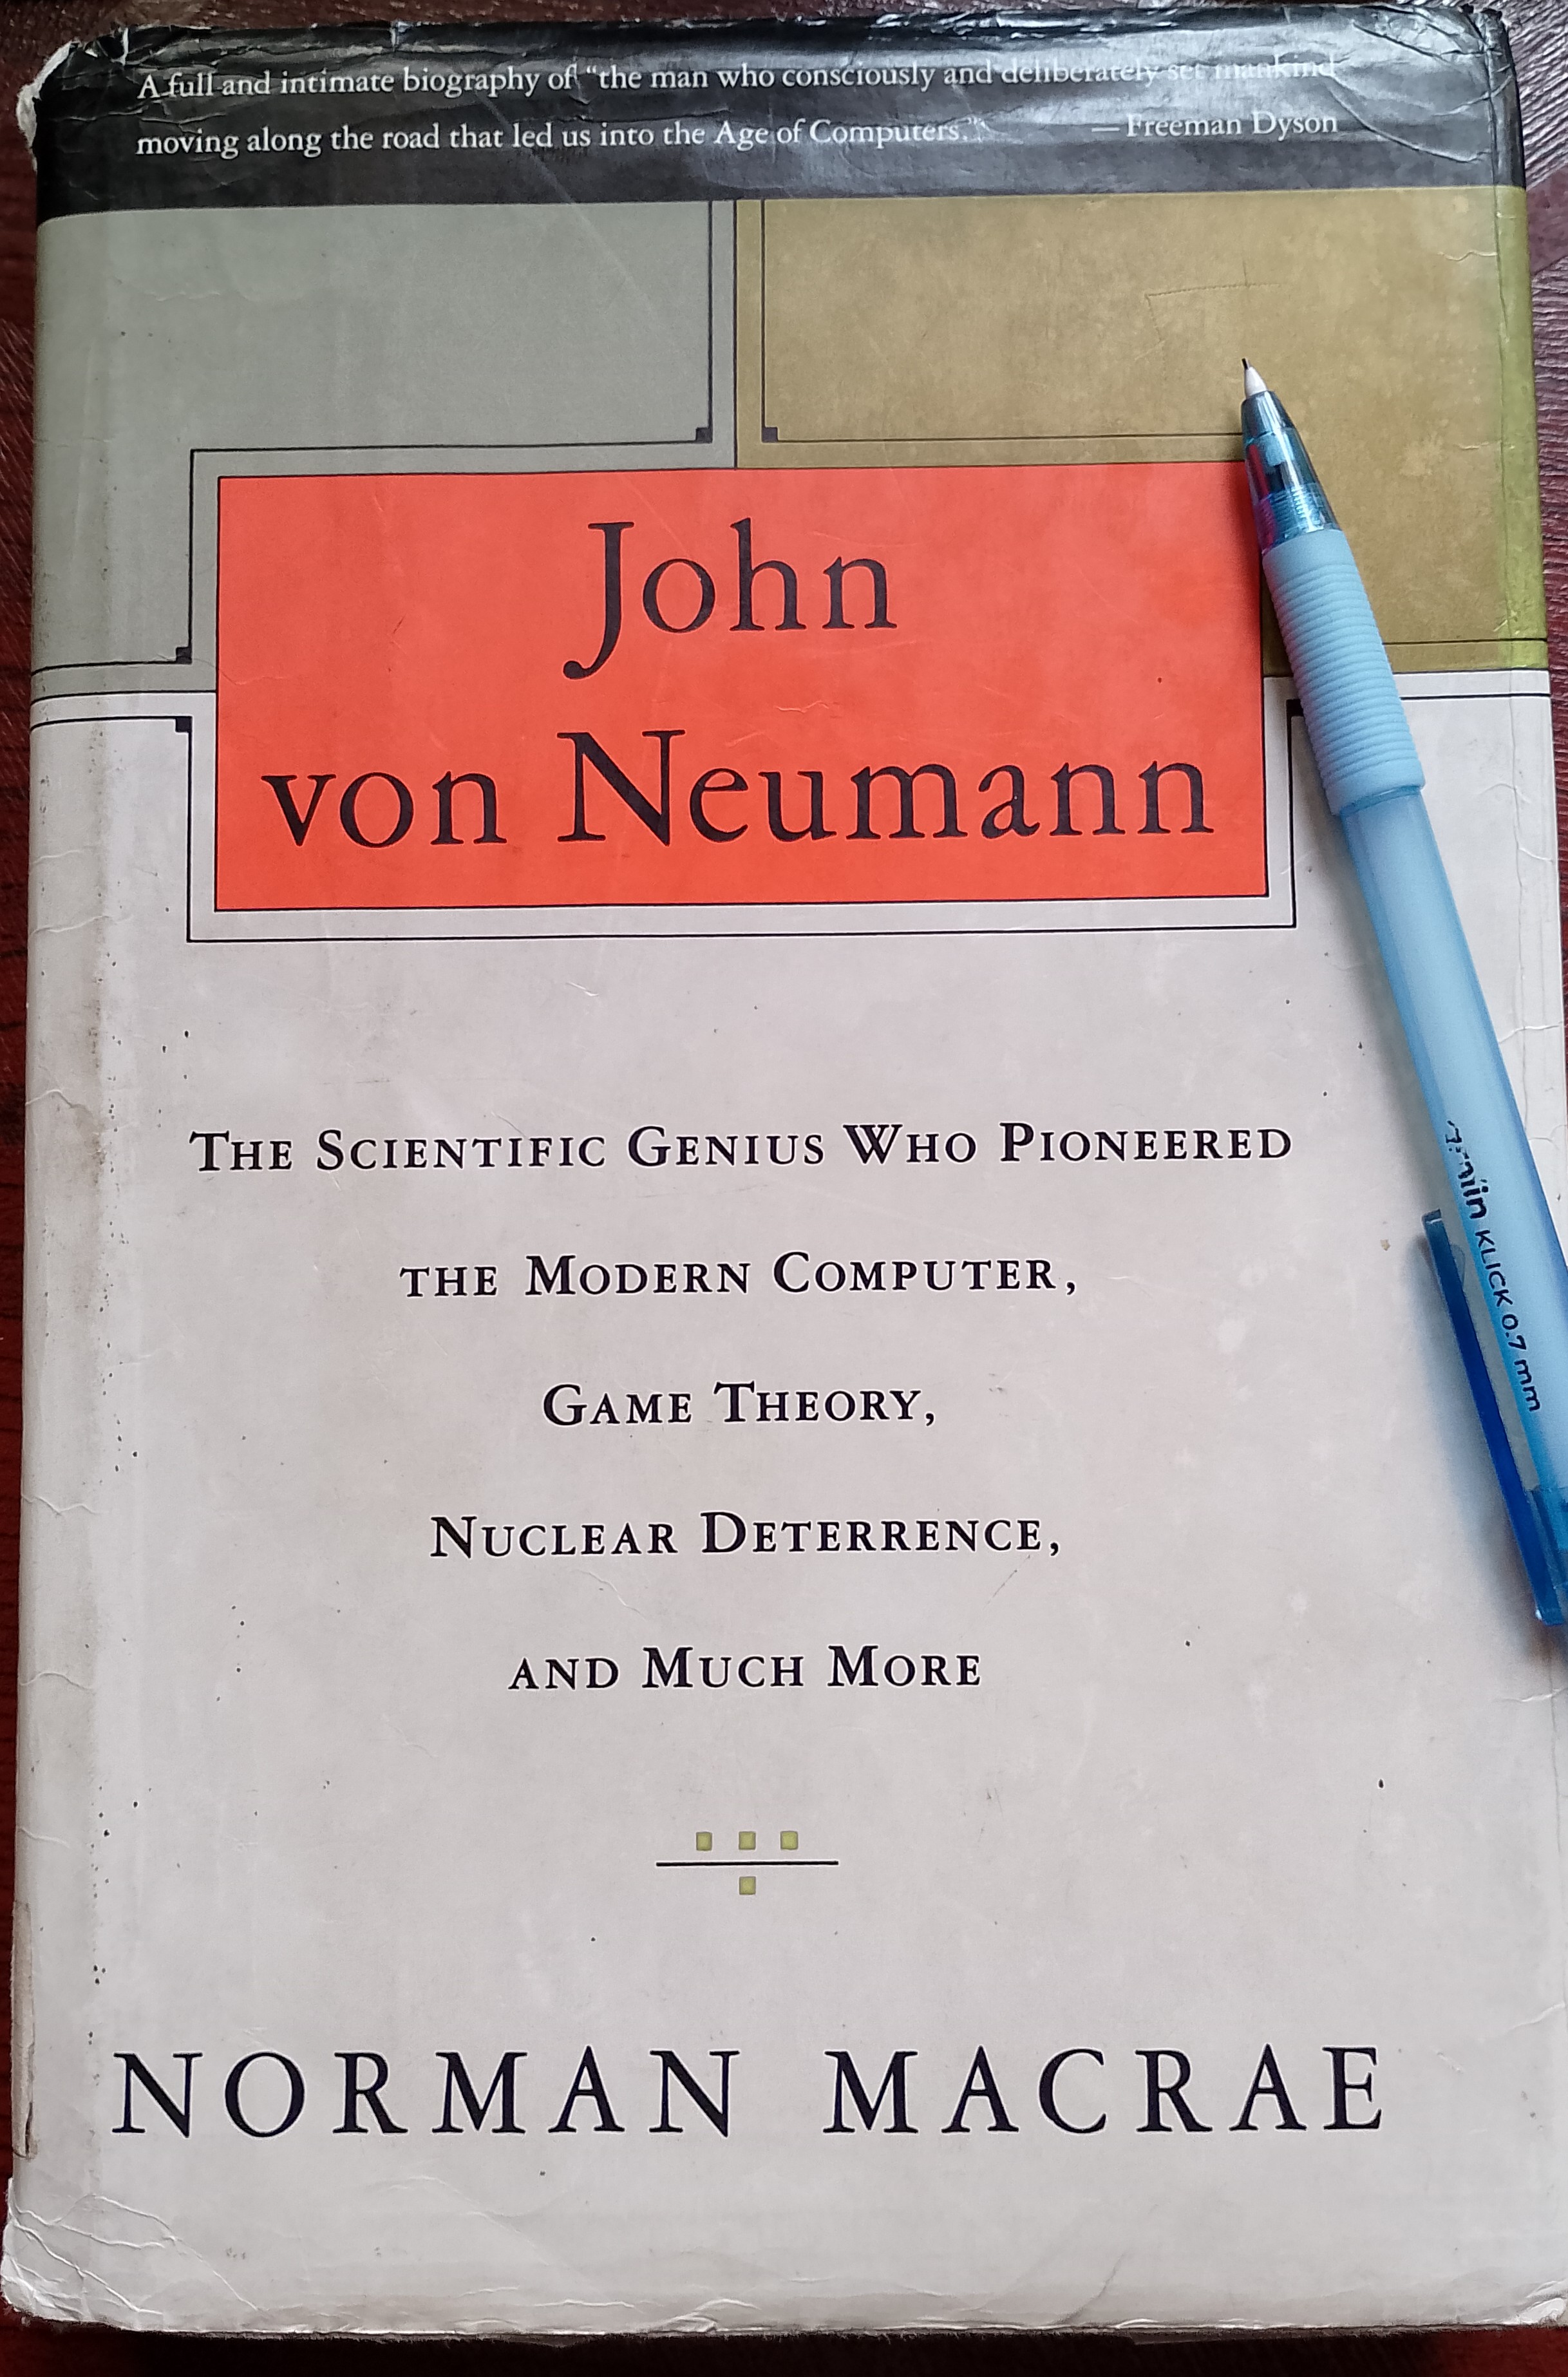 A full and intimate biography of “the man who consciously and deliberately set mankind
moving along the road that led us into the Age of Computers.” —Freeman Dyson
John
von Neumann
THE SCIENTIFIC GENIUS WHO PIONEERED
THE MODERN COMPUTER,
GAME THEORY,
NUCLEAR DETERRENCE,
AND MUCH MORE
NORMAN MACRAE
KLICK 0.7 mm